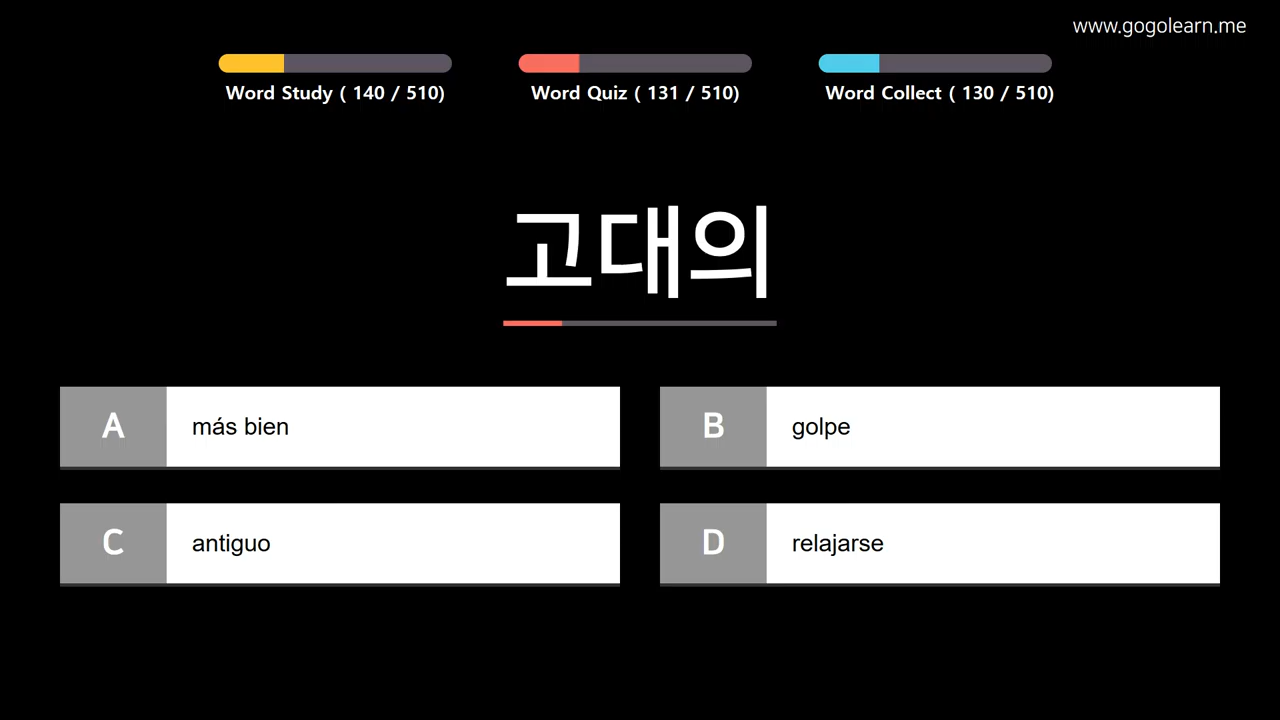 www.gogolearn.me
Word Study ( 140 / 510)
Word Quiz ( 131 / 510)
Word Collect ( 130 / 510)
고대의
A más bien
B golpe
C antiguo
D relajarse